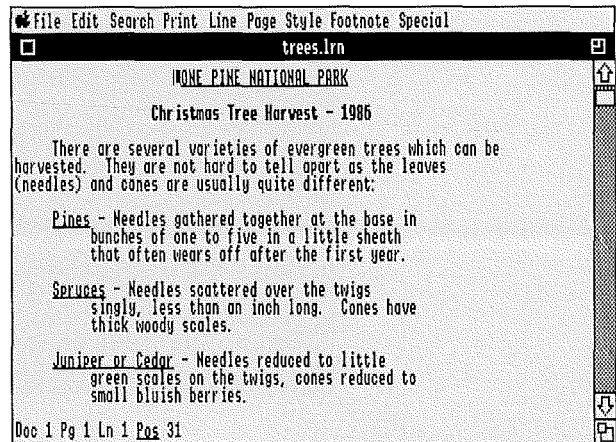 File Edit Search Print Line Page Style Footnote Special
trees.lrn
ONE PINE NATIONAL PARK
Christmas Tree Harvest - 1986
There are several varieties of evergreen trees which can be
harvested. They are not hard to tell apart as the leaves
(needles) and cones are usually quite different:
Pines - Needles gathered together at the base in
bunches of one to five in a little sheath
that often wears off after the first year.
Spruces - Needles scattered over the twigs
singly, less than an inch long. Cones have
thick woody scales.
Juniper or Cedar - Needles reduced to little
green scales on the twigs, cones reduced to
small bluish berries.
Doc 1 Pg 1 Ln 1 Pos 31